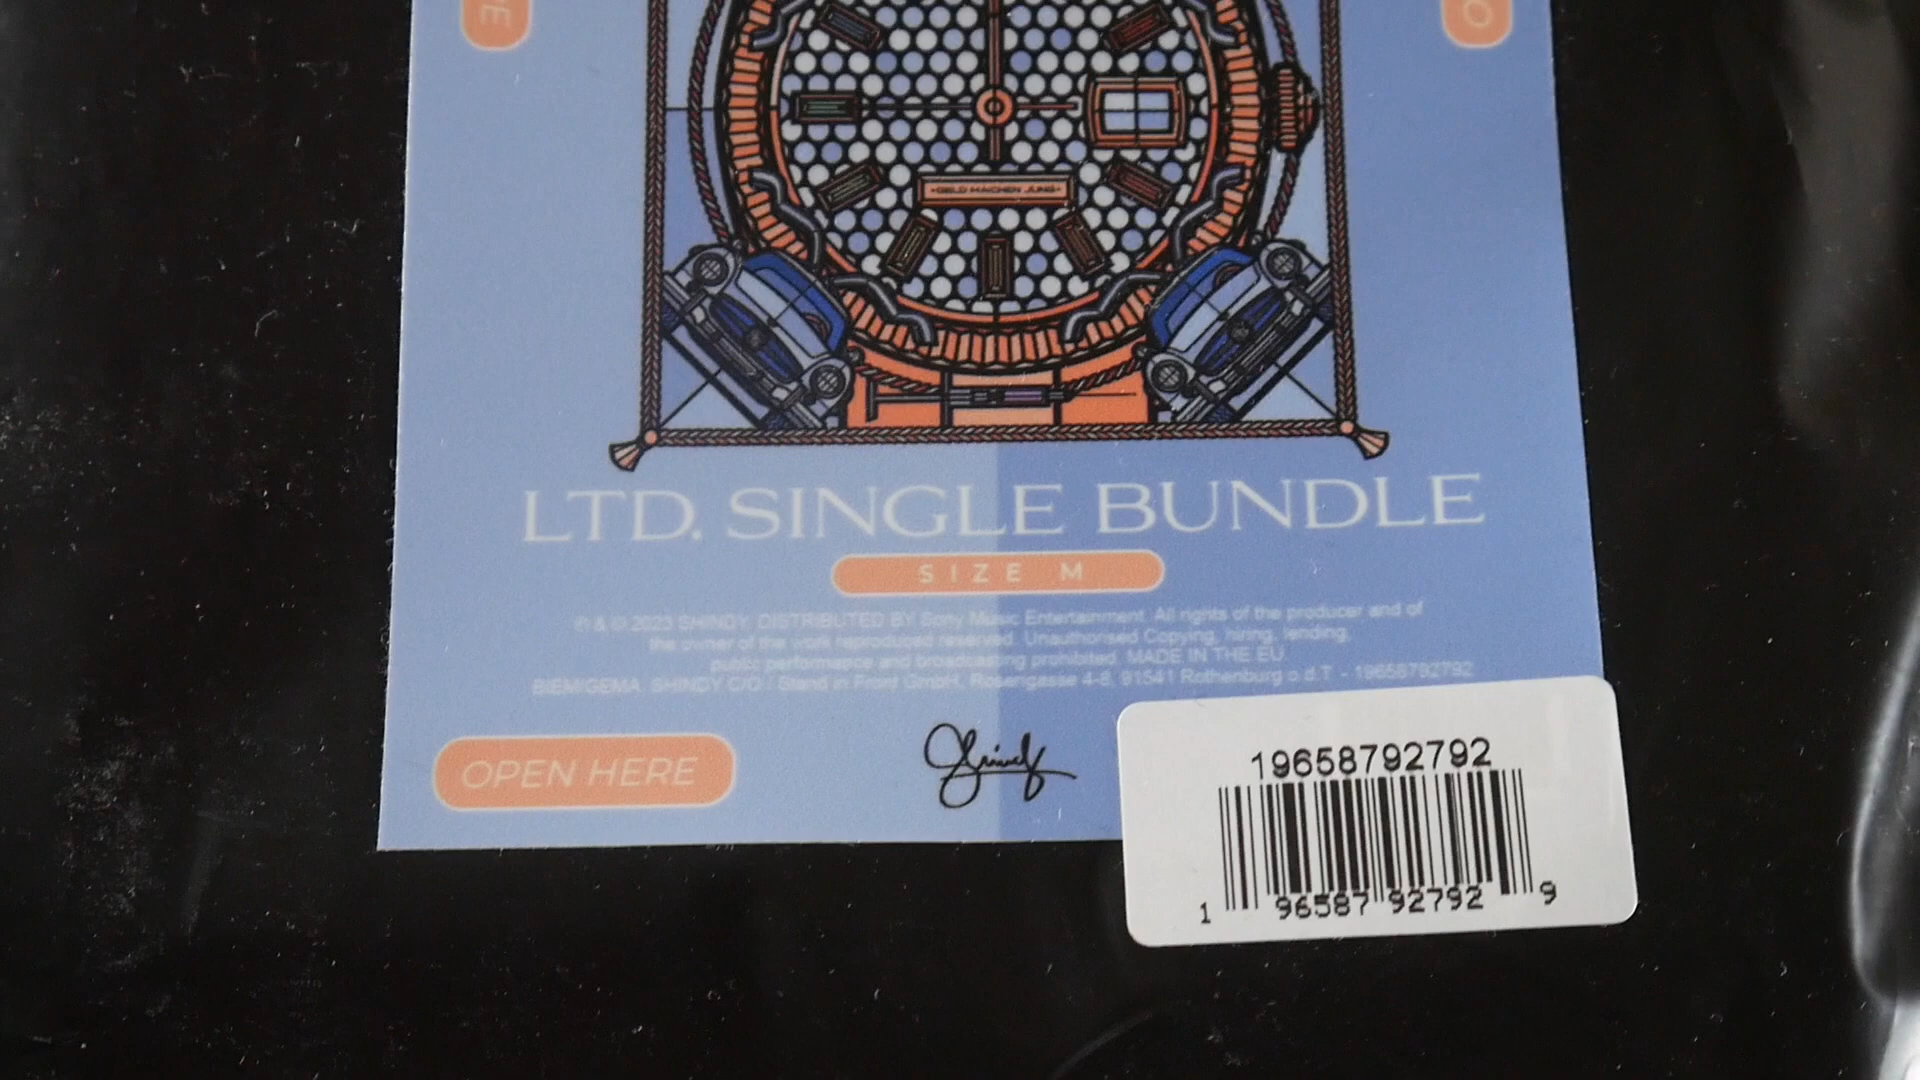 GELD MACHEN JUNG
LTD. SINGLE BUNDLE
SIZE M
℗ & © 2023 SHINDY. DISTRIBUTED BY Sony Music Entertainment. All rights of the producer and of
the owner of the work reproduced reserved. Unauthorised Copying, hiring, lending,
public performance and broadcasting prohibited. MADE IN THE EU
BIEM/GEMA. SHINDY C/O : Stand in Front GmbH, Rosengasse 4-8, 91541 Rothenburg o.d.T - 19658792792
OPEN HERE
Shindy
19658792792
1 96587 92792 9